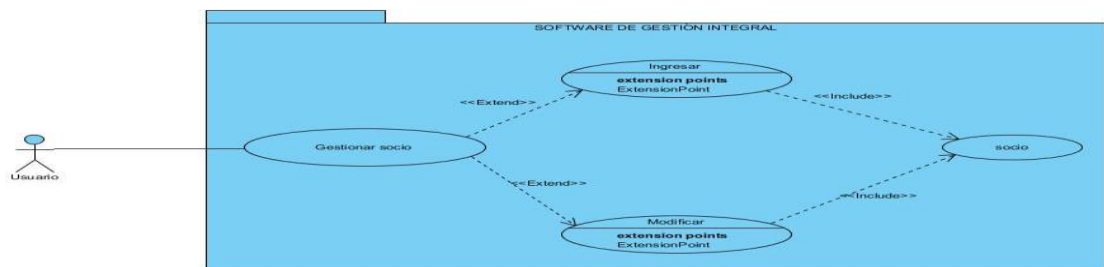 SOFTWARE DE GESTIÓN INTEGRAL
Ingresar
extension points
ExtensionPoint
<<Extend>>
<<Include>>
Gestionar socio
socio
Usuario
<<Extend>>
<<Include>>
Modificar
extension points
ExtensionPoint